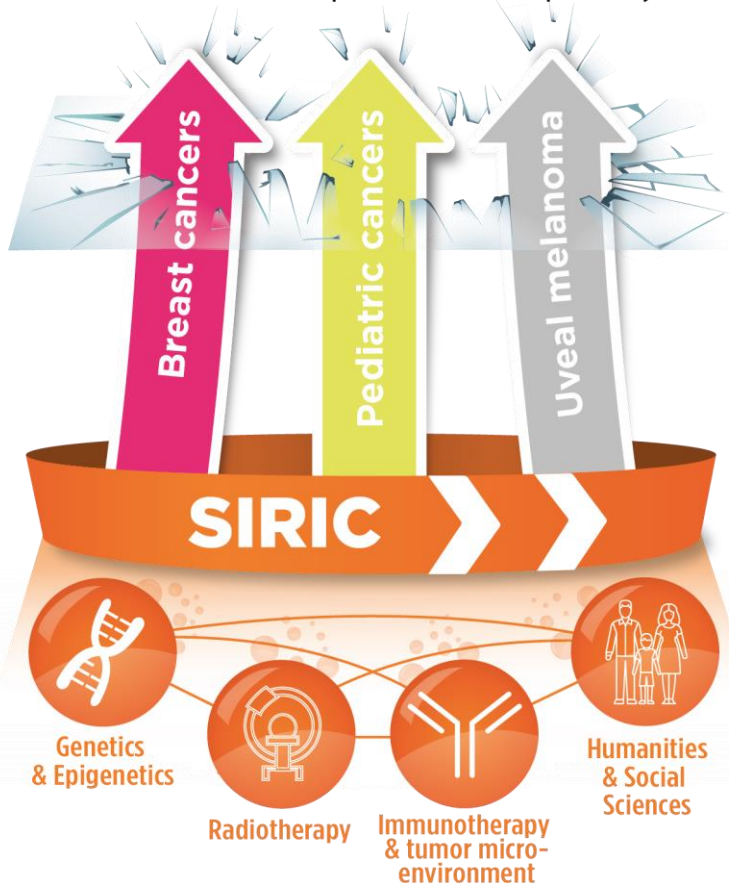 Breast cancers
Pediatric cancers
Uveal melanoma
SIRIC
Genetics
& Epigenetics
Radiotherapy
Immunotherapy
& tumor micro-
environment
Humanities
& Social
Sciences